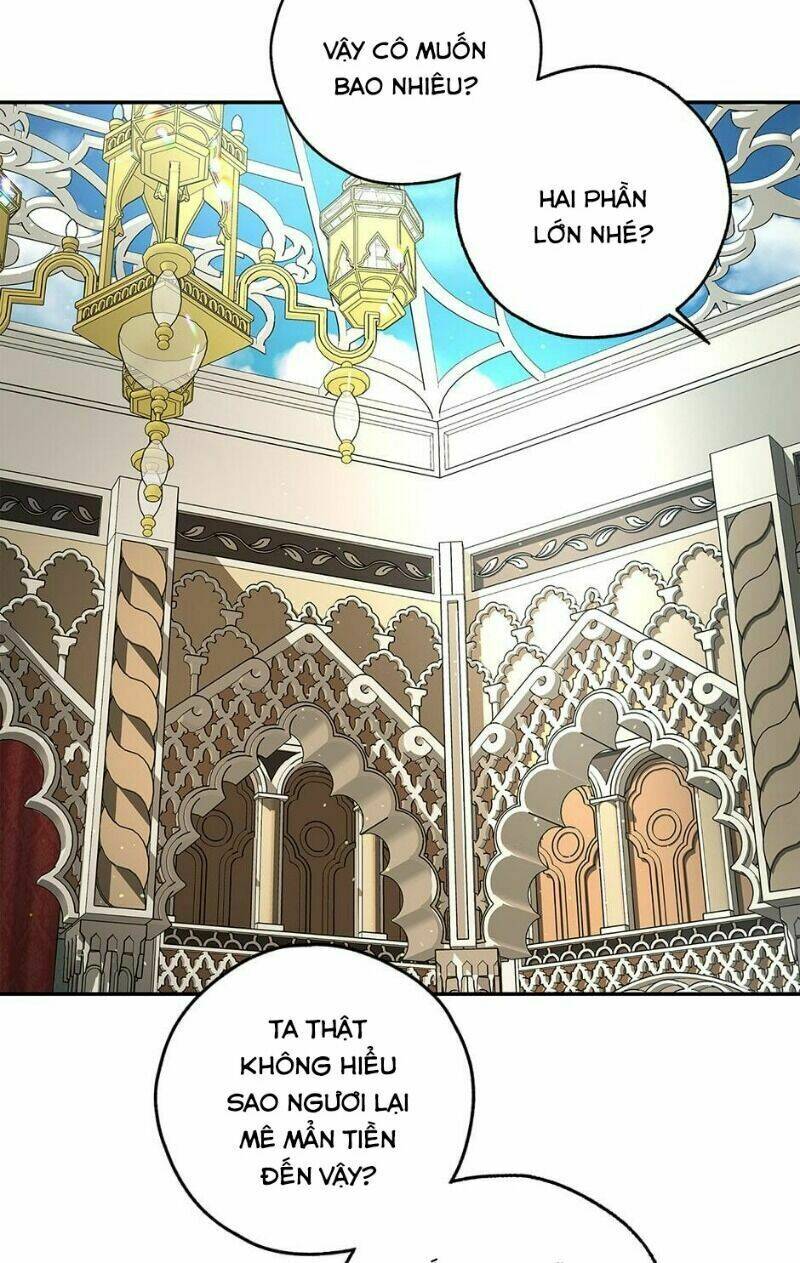 VẬY CÔ MUỐN
BAO NHIÊU?
HAI PHẦN
LỚN NHÉ?
TA THẬT
KHÔNG HIỂU
SAO NGƯƠI LẠI
MÊ MẨN TIỀN
ĐẾN VẬY?